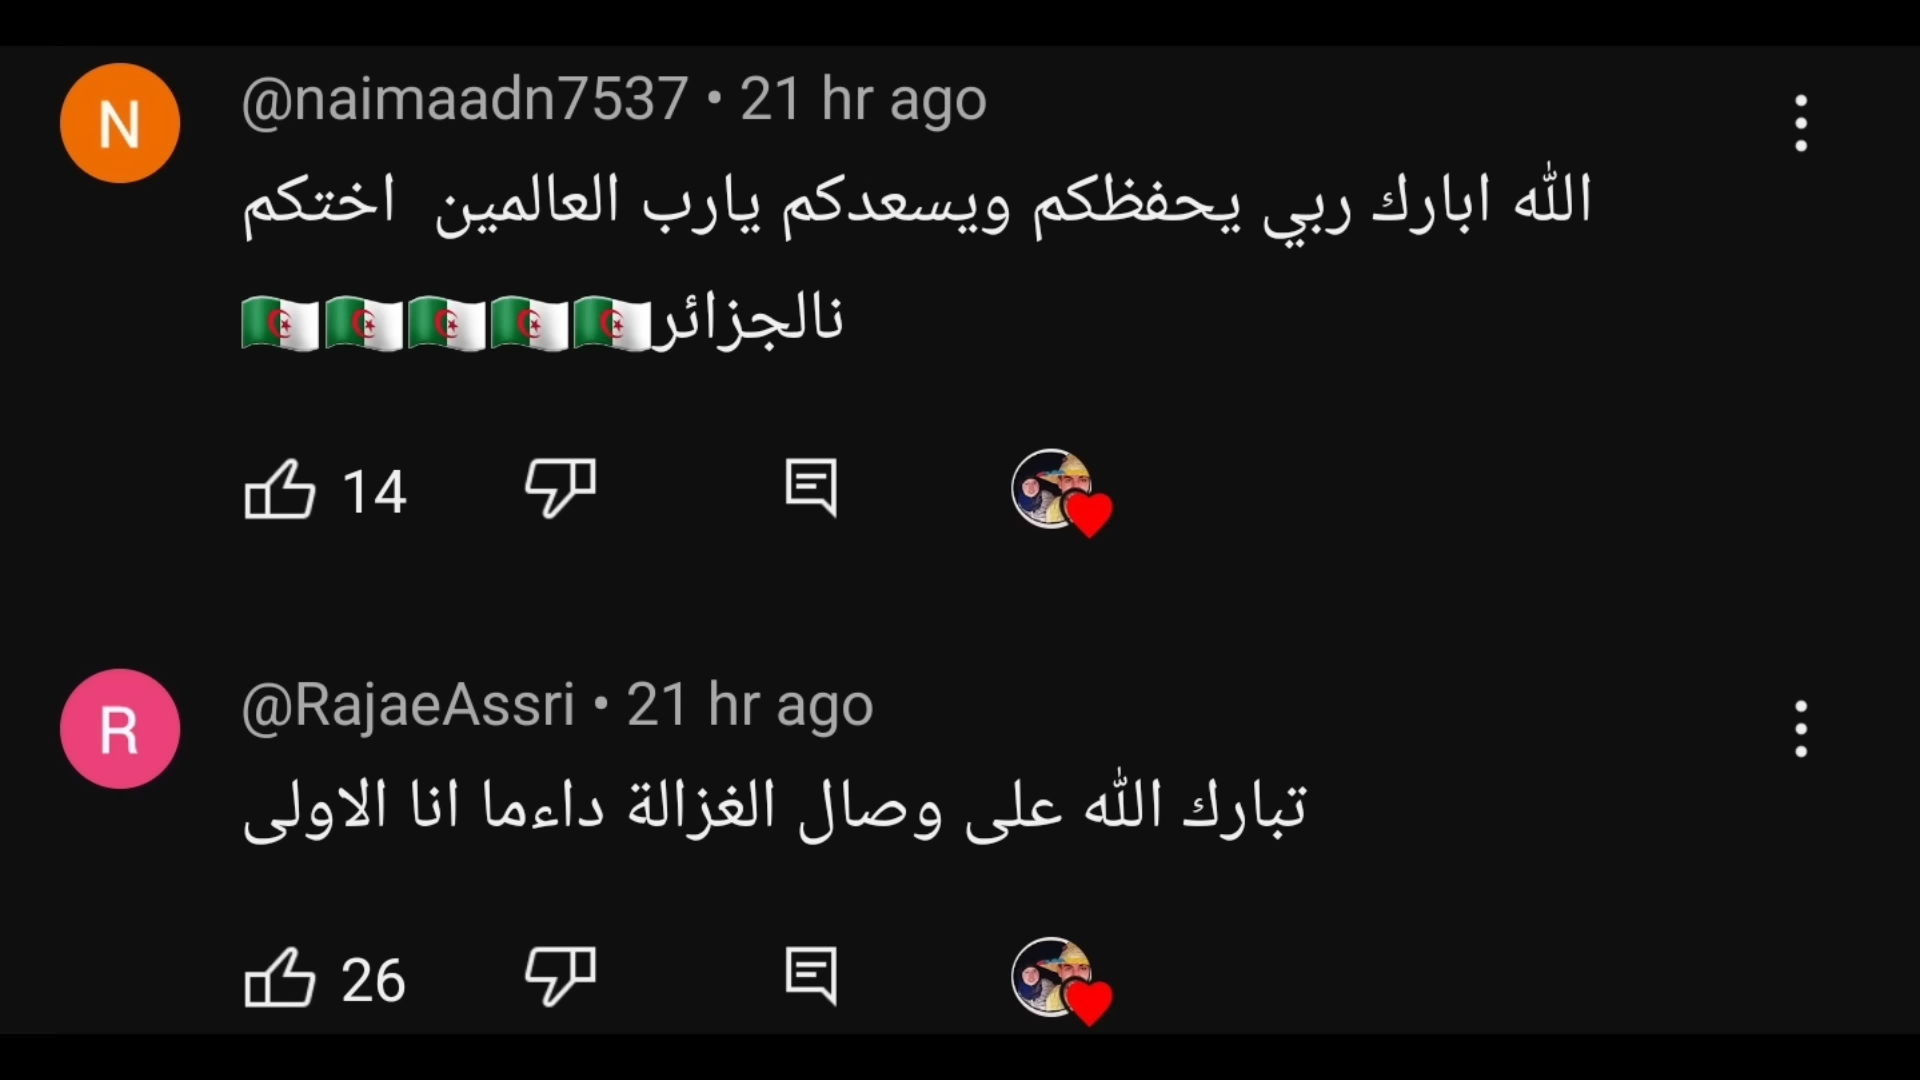 N
@naimaadn7537 • 21 hr ago
الله ابارك ربي يحفظكم ويسعدكم يارب العالمين  اختكم
نالجزائر🇩🇿🇩🇿🇩🇿🇩🇿🇩🇿
14
R
@RajaeAssri • 21 hr ago
تبارك الله على وصال الغزالة داءما انا الاولى
26